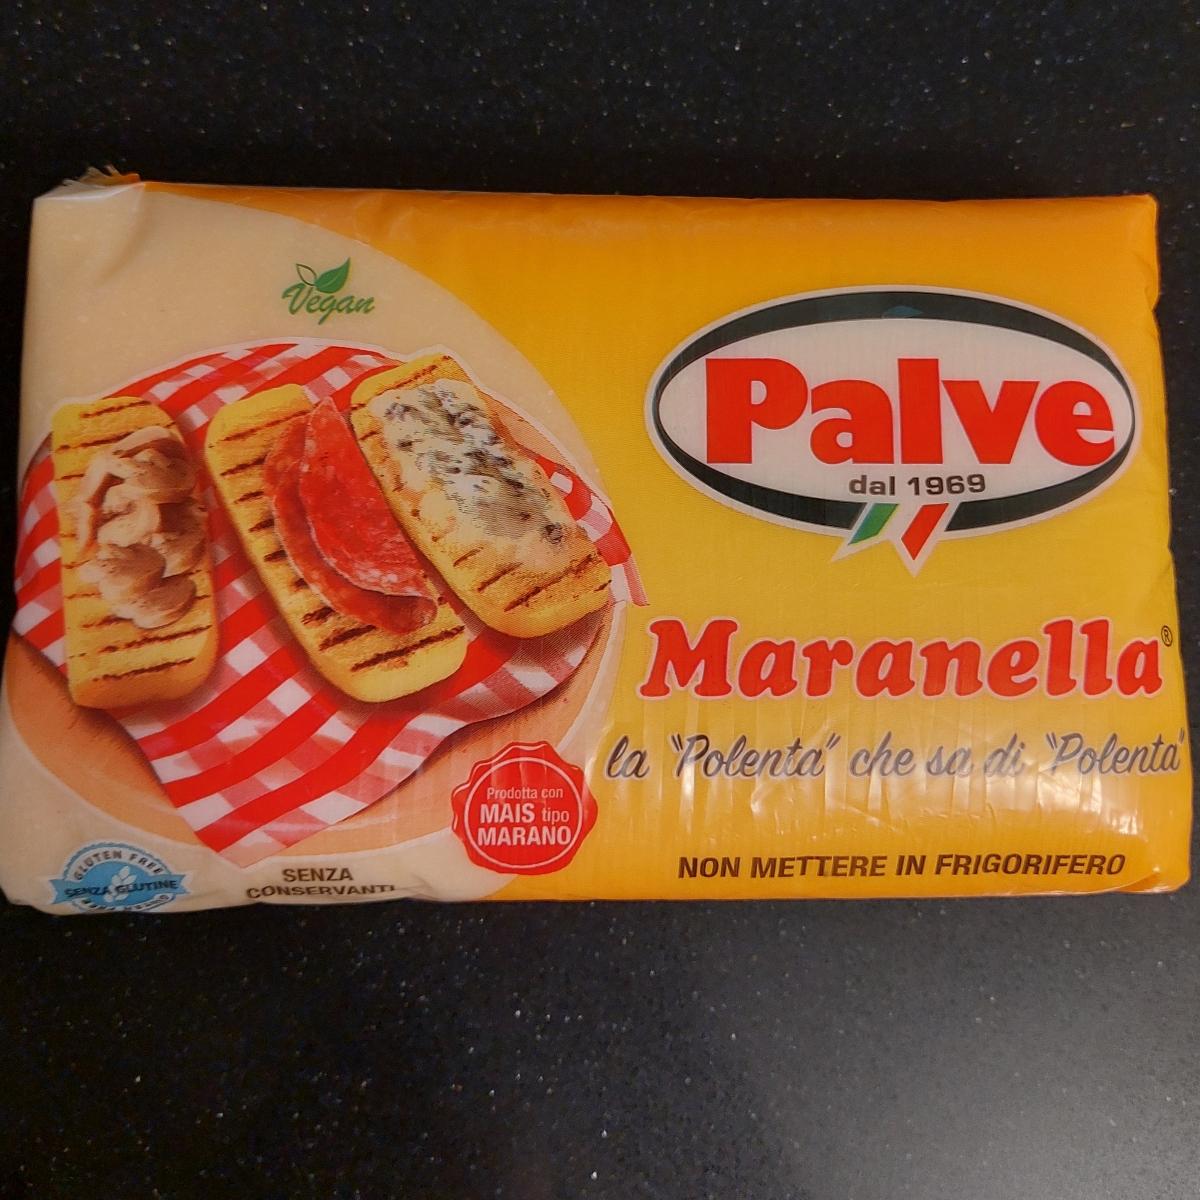 Vegan
Palve
dal 1969
Maranella®
la "Polenta" che sa di "Polenta"
Prodotta con
MAIS tipo
MARANO
NON METTERE IN FRIGORIFERO
GLUTEN FREE
SENZA GLUTINE
SENZA
CONSERVANTI